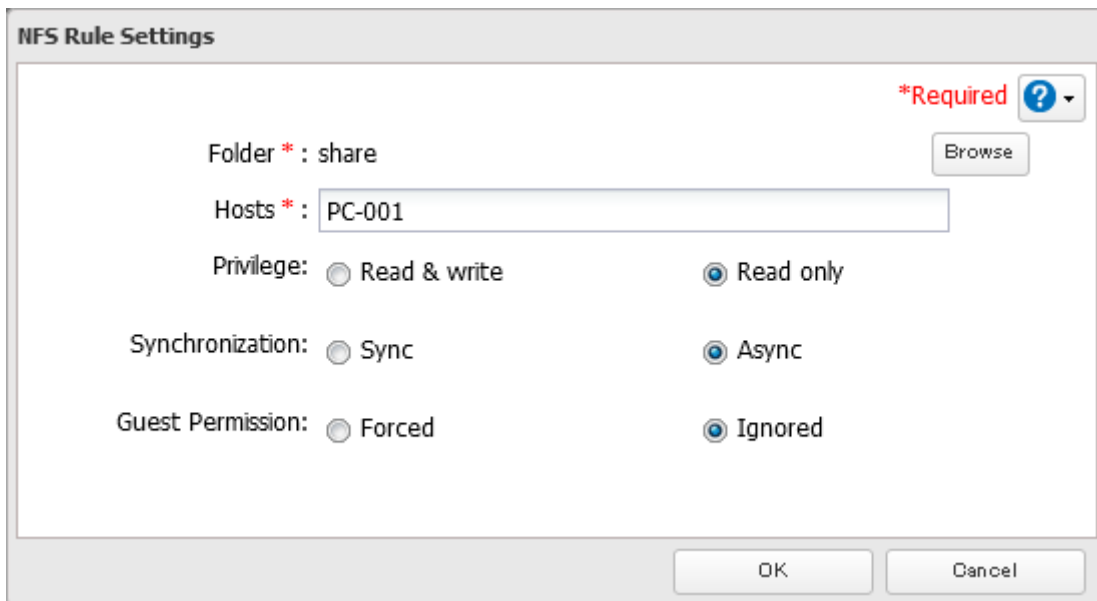 NFS Rule Settings
*Required ?
Folder * : share Browse
Hosts * : PC-001
Privilege: Read & write Read only
Synchronization: Sync Async
Guest Permission: Forced Ignored
OK Cancel